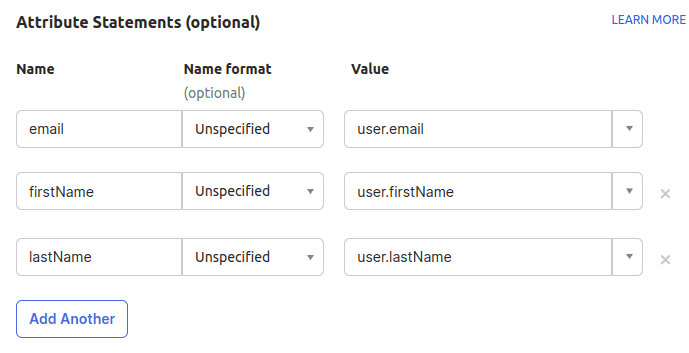 Attribute Statements (optional) LEARN MORE
Name Name format Value
(optional)
email Unspecified user.email
firstName Unspecified user.firstName
lastName Unspecified user.lastName
Add Another